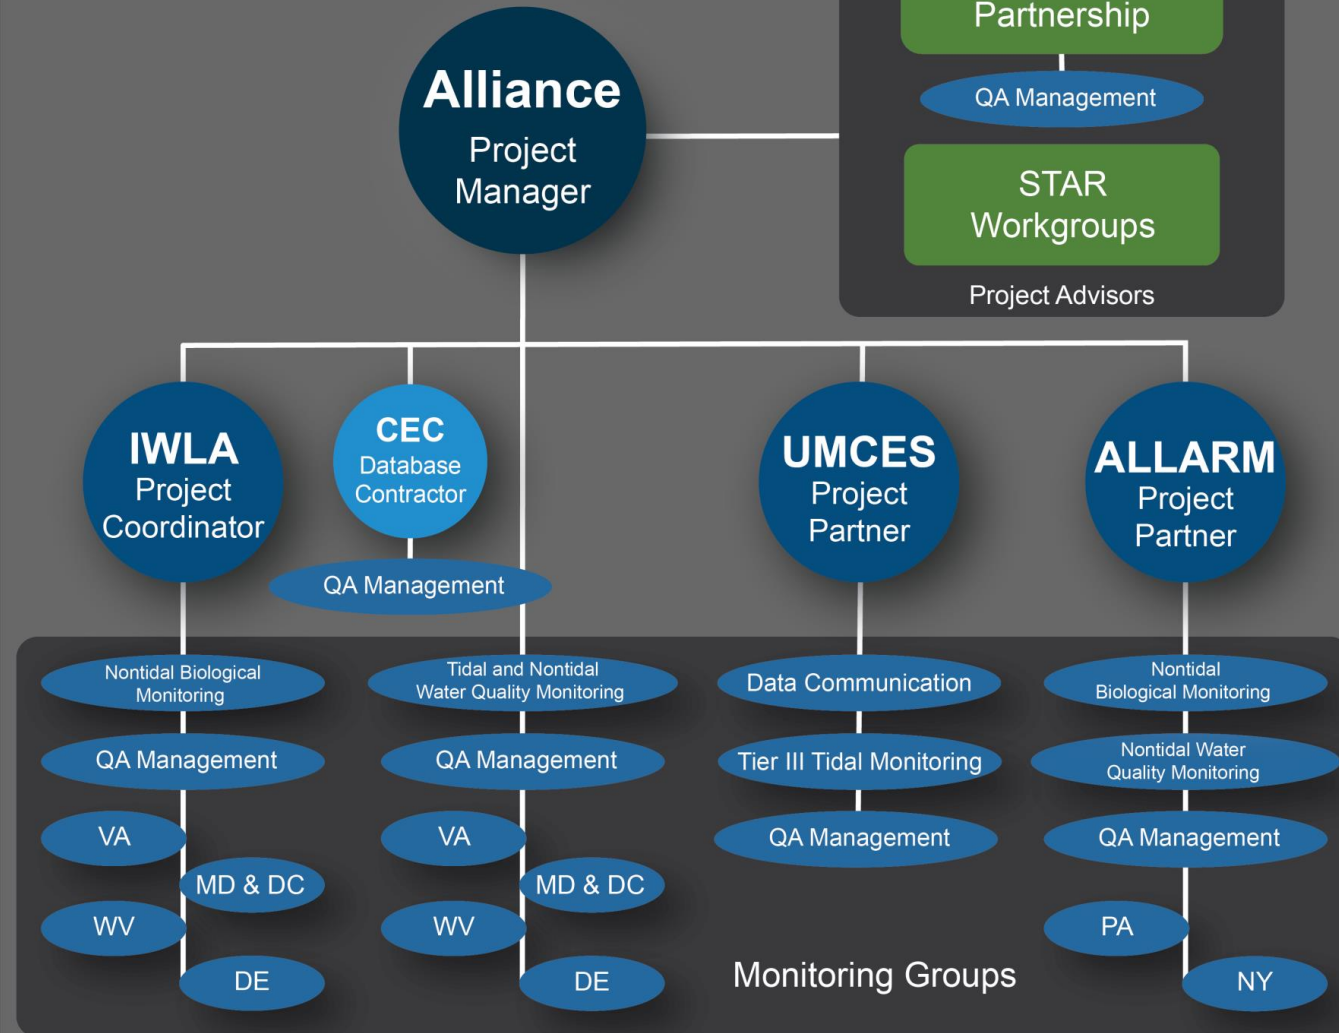 Partnership
QA Management
STAR
Workgroups
Project Advisors
Alliance
Project
Manager
IWLA
Project
Coordinator
CEC
Database
Contractor
QA Management
UMCES
Project
Partner
ALLARM
Project
Partner
Nontidal Biological
Monitoring
QA Management
VA
MD & DC
WV
DE
Tidal and Nontidal
Water Quality Monitoring
QA Management
VA
MD & DC
WV
DE
Data Communication
Tier III Tidal Monitoring
QA Management
Nontidal
Biological Monitoring
Nontidal Water
Quality Monitoring
QA Management
PA
NY
Monitoring Groups